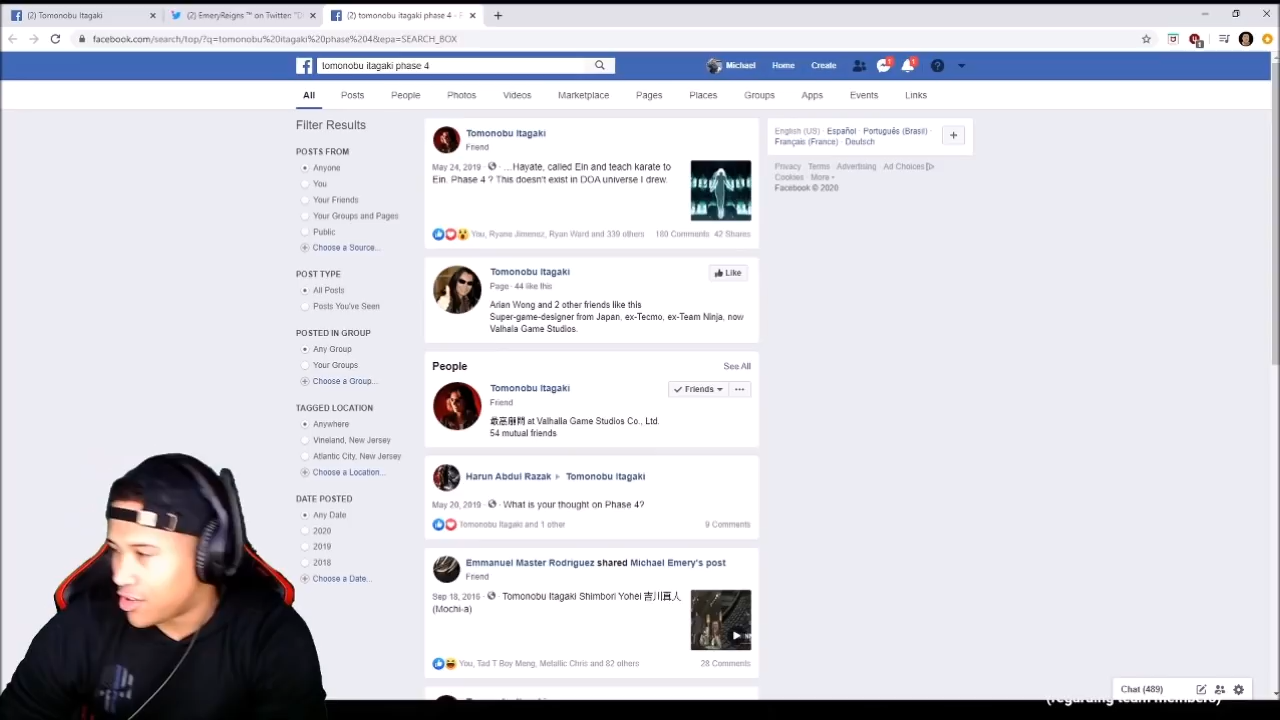 (2) Tomonobu Itagaki
(2) EmeryReigns ™ on Twitter: "D
(2) tomonobu itagaki phase 4 - F
facebook.com/search/top/?q=tomonobu%20itagaki%20phase%204&epa=SEARCH_BOX
tomonobu itagaki phase 4
Michael Home Create
All Posts People Photos Videos Marketplace Pages Places Groups Apps Events Links
Filter Results
POSTS FROM
Anyone
You
Your Friends
Your Groups and Pages
Public
Choose a Source...
POST TYPE
All Posts
Posts You've Seen
POSTED IN GROUP
Any Group
Your Groups
Choose a Group...
TAGGED LOCATION
Anywhere
Vineland, New Jersey
Atlantic City, New Jersey
Choose a Location...
DATE POSTED
Any Date
2020
2019
2018
Choose a Date...
Tomonobu Itagaki
Friend
May 24, 2019 · ...Hayate, called Ein and teach karate to
Ein. Phase 4 ? This doesn't exist in DOA universe I drew.
You, Ryane Jimenez, Ryan Ward and 339 others 180 Comments 42 Shares
Tomonobu Itagaki
Like
Page · 44 like this
Arian Wong and 2 other friends like this
Super-game-designer from Japan, ex-Tecmo, ex-Team Ninja, now
Valhala Game Studios.
People
See All
Tomonobu Itagaki
Friends
Friend
at Valhalla Game Studios Co., Ltd.
54 mutual friends
Harun Abdul Razak ▸ Tomonobu Itagaki
May 20, 2019 · What is your thought on Phase 4?
Tomonobu Itagaki and 1 other 9 Comments
Emmanuel Master Rodriguez shared Michael Emery's post
Friend
Sep 18, 2016 · Tomonobu Itagaki Shimbori Yohei 吉川真人
(Mochi-a)
You, Tad T Boy Meng, Metallic Chris and 82 others 28 Comments
English (US) · Español · Português (Brasil) ·
Français (France) · Deutsch
Privacy · Terms · Advertising · Ad Choices
Cookies · More
Facebook © 2020
Chat (489)
(regarding team members)